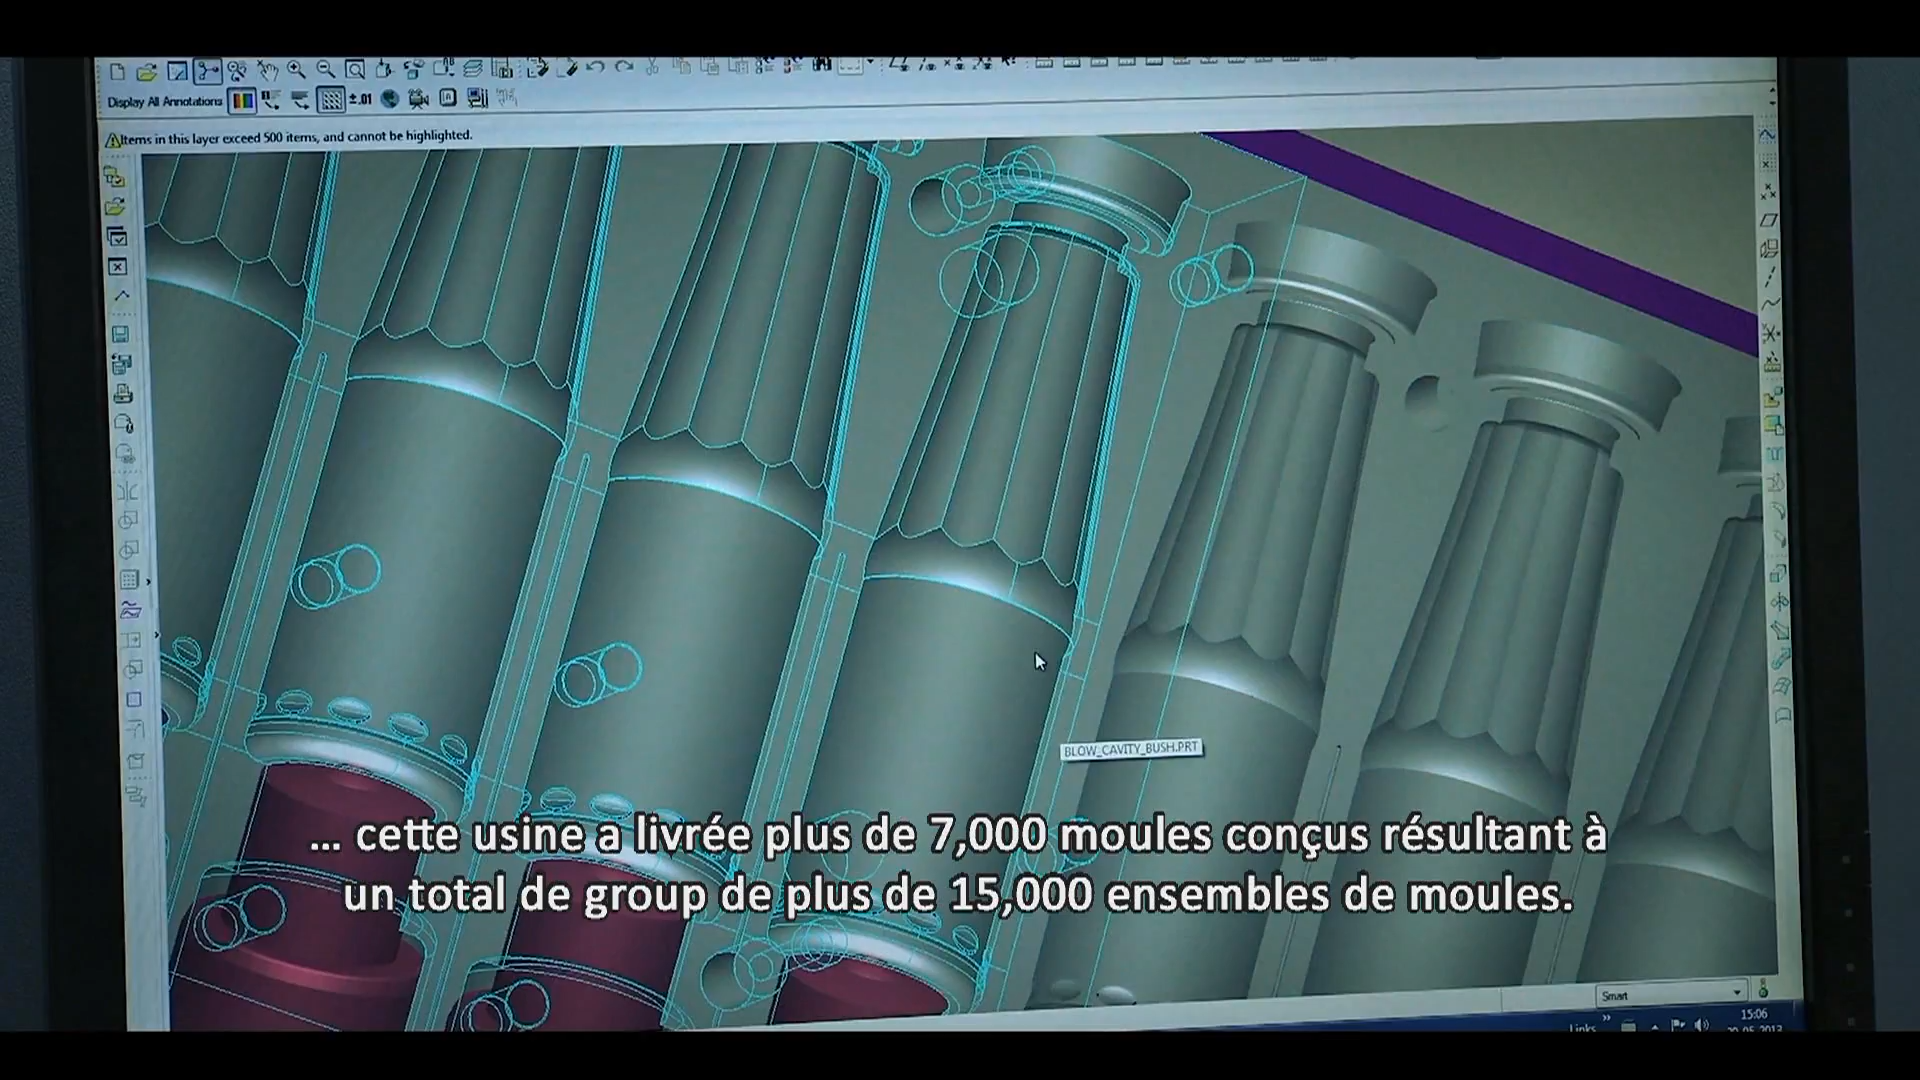 Display All Annotations
±.01
Items in this layer exceed 500 items, and cannot be highlighted.
BLOW_CAVITY_BUSH.PRT
... cette usine a livrée plus de 7,000 moules conçus résultant à
un total de group de plus de 15,000 ensembles de moules.
Smart
15:06
Links